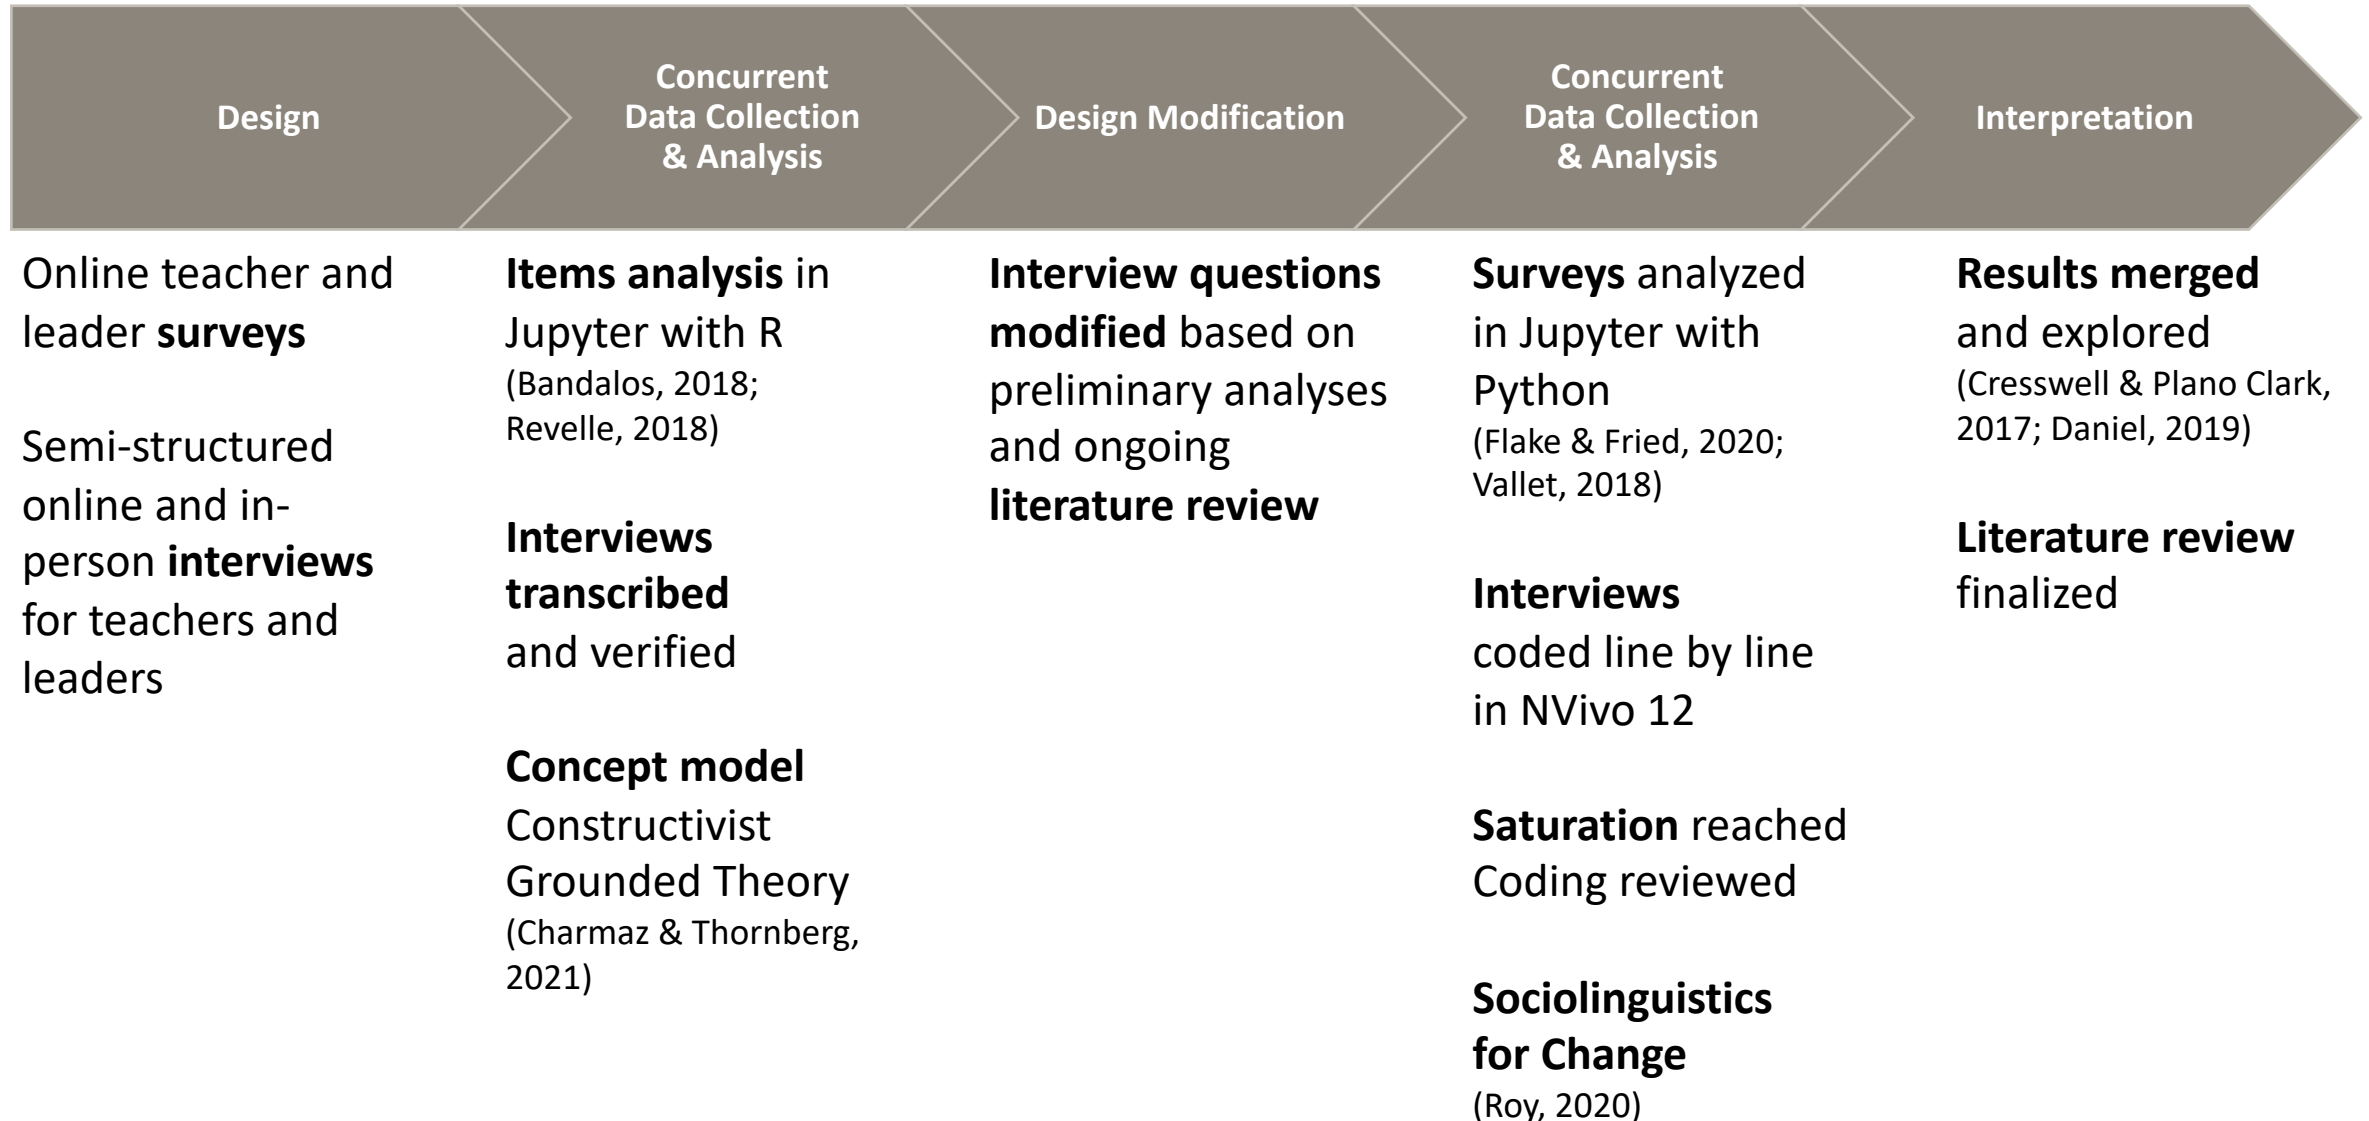 Design
Concurrent
Data Collection
& Analysis
Design Modification
Concurrent
Data Collection
& Analysis
Interpretation
Online teacher and
leader surveys
Semi-structured
online and in-
person interviews
for teachers and
leaders
Items analysis in
Jupyter with R
(Bandalos, 2018;
Revelle, 2018)
Interviews
transcribed
and verified
Concept model
Constructivist
Grounded Theory
(Charmaz & Thornberg,
2021)
Interview questions
modified based on
preliminary analyses
and ongoing
literature review
Surveys analyzed
in Jupyter with
Python
(Flake & Fried, 2020;
Vallet, 2018)
Interviews
coded line by line
in NVivo 12
Saturation reached
Coding reviewed
Sociolinguistics
for Change
(Roy, 2020)
Results merged
and explored
(Cresswell & Plano Clark,
2017; Daniel, 2019)
Literature review
finalized